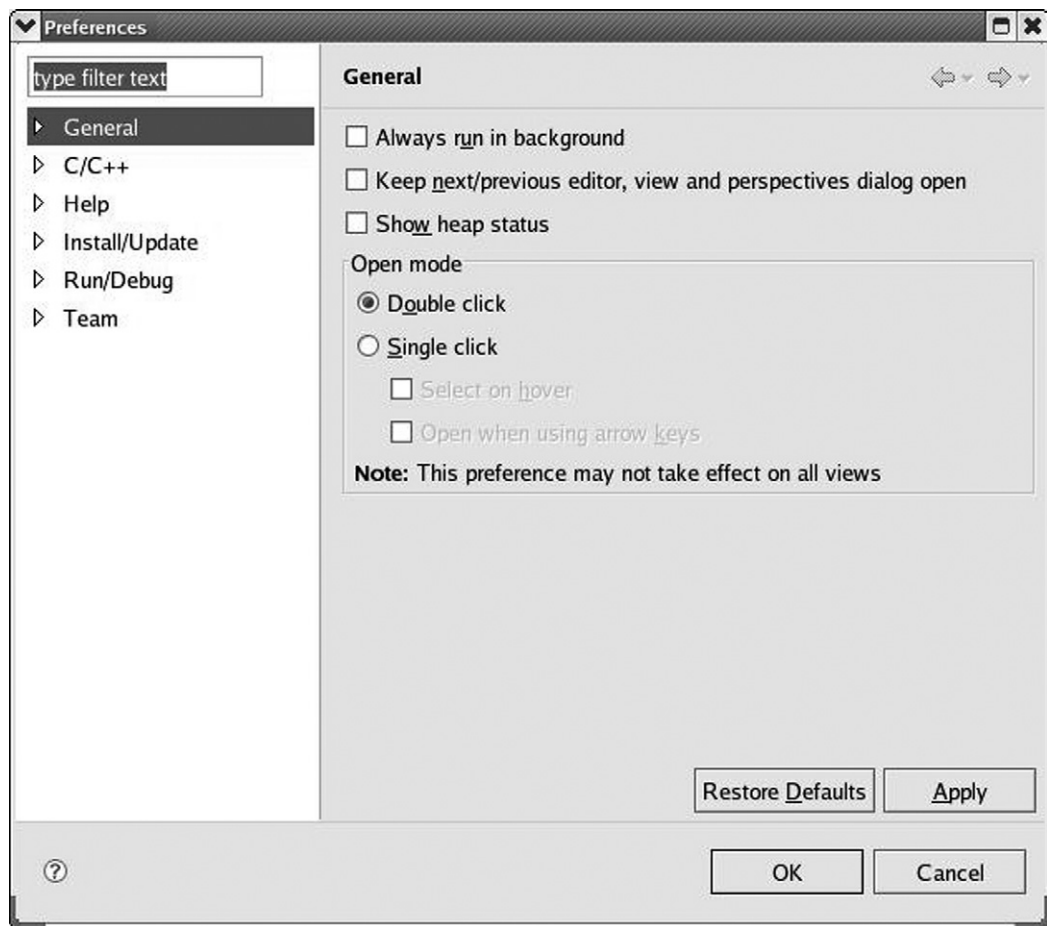 Preferences
type filter text
General
C/C++
Help
Install/Update
Run/Debug
Team
General
Always run in background
Keep next/previous editor, view and perspectives dialog open
Show heap status
Open mode
Double click
Single click
Select on hover
Open when using arrow keys
Note: This preference may not take effect on all views
Restore Defaults
Apply
?
OK
Cancel